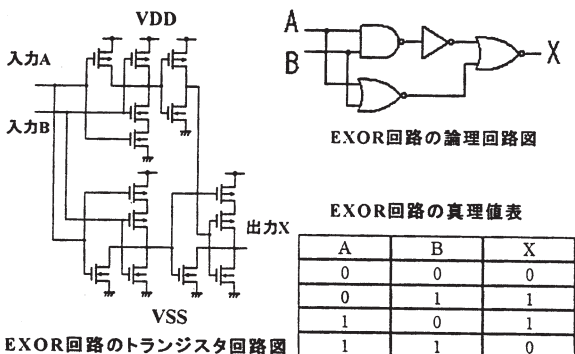 VDD
入力A
入力B
出力X
VSS
EXOR回路のトランジスタ回路図
A
B
X
EXOR回路の論理回路図
EXOR回路の真理値表
A B X
0 0 0
0 1 1
1 0 1
1 1 0